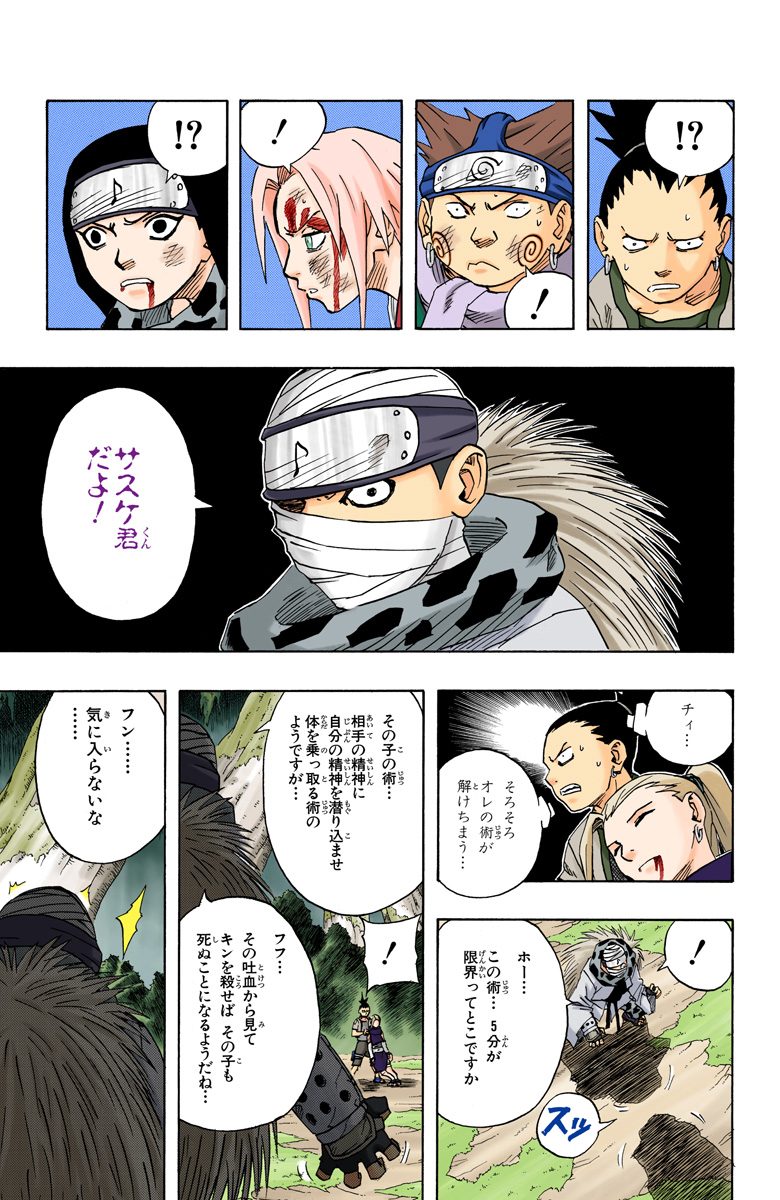 !?
!
!
!?
サスケ君
だよ!
チィ…
そろそろ
オレの術が
解けちまう…
ホー…
この術… 5分が
限界ってとこですか
スッ
!
その子の術…
相手の精神に
自分の精神を潜り込ませ
体を乗っ取る術の
ようですが…
フフ…
その吐血から見て
キンを殺せば その子も
死ぬことになるようだね…
フン……
気に入らないな
……